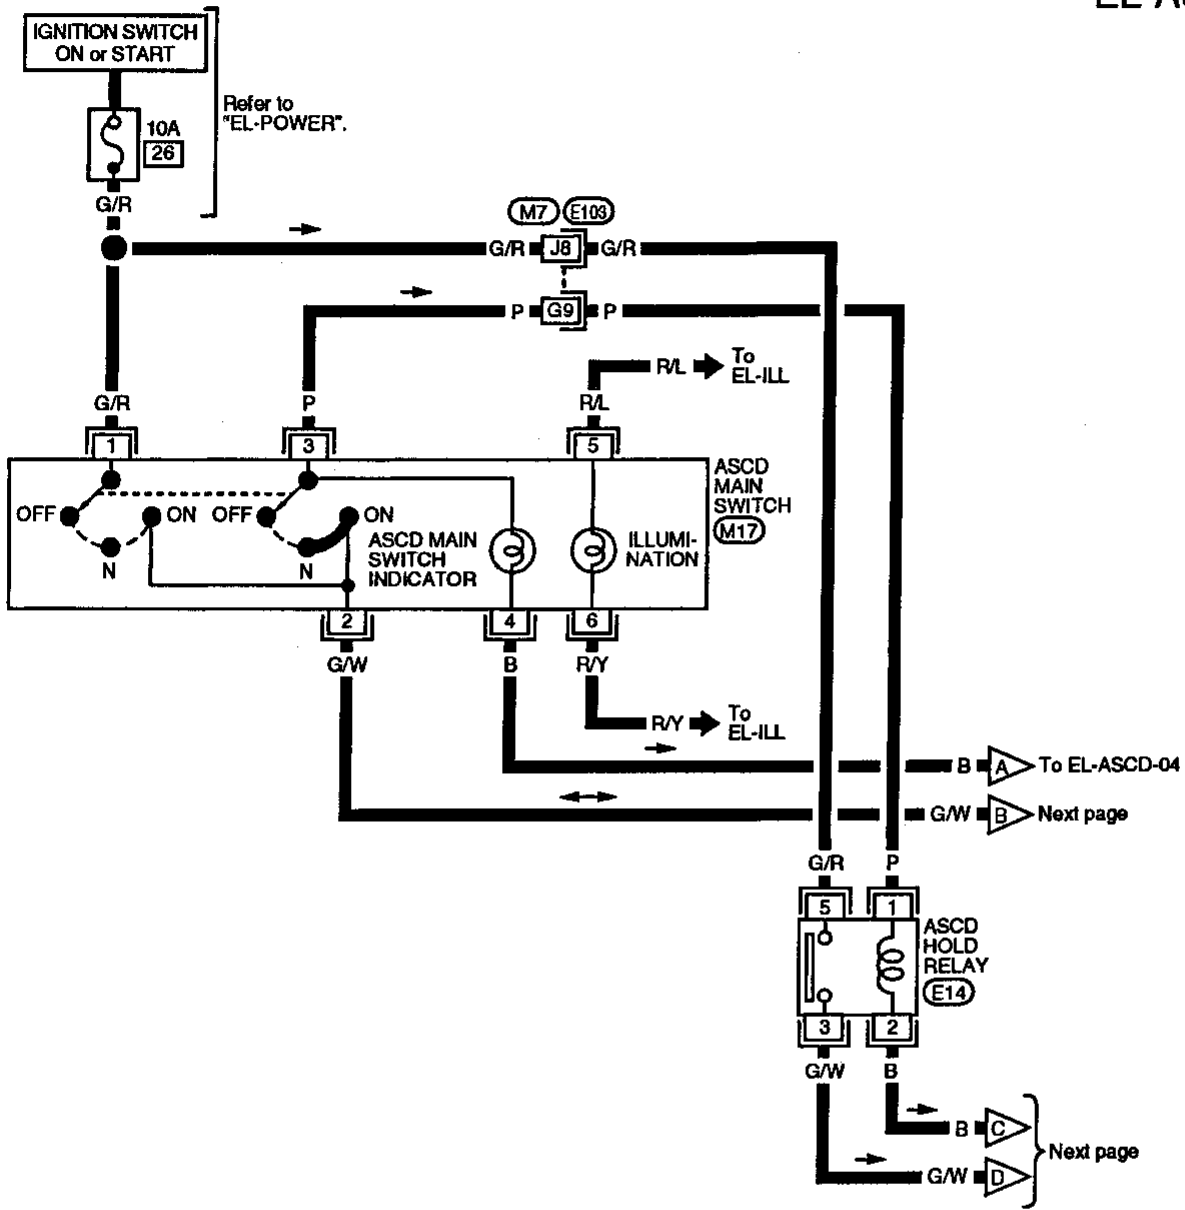 IGNITION SWITCH
ON or START
Refer to
"EL-POWER".
10A
26
G/R
M7 E103
G/R J8 G/R
P G9 P
R/L To
EL-ILL
G/R P R/L
1 3 5
ASCD
MAIN
SWITCH
M17
OFF ON OFF ON
N N
ASCD MAIN
SWITCH
INDICATOR
ILLUMI-
NATION
2 4 6
G/W B R/Y
R/Y To
EL-ILL
B A To EL-ASCD-04
G/W B Next page
G/R P
5 1
ASCD
HOLD
RELAY
E14
3 2
G/W B
B C
Next page
G/W D